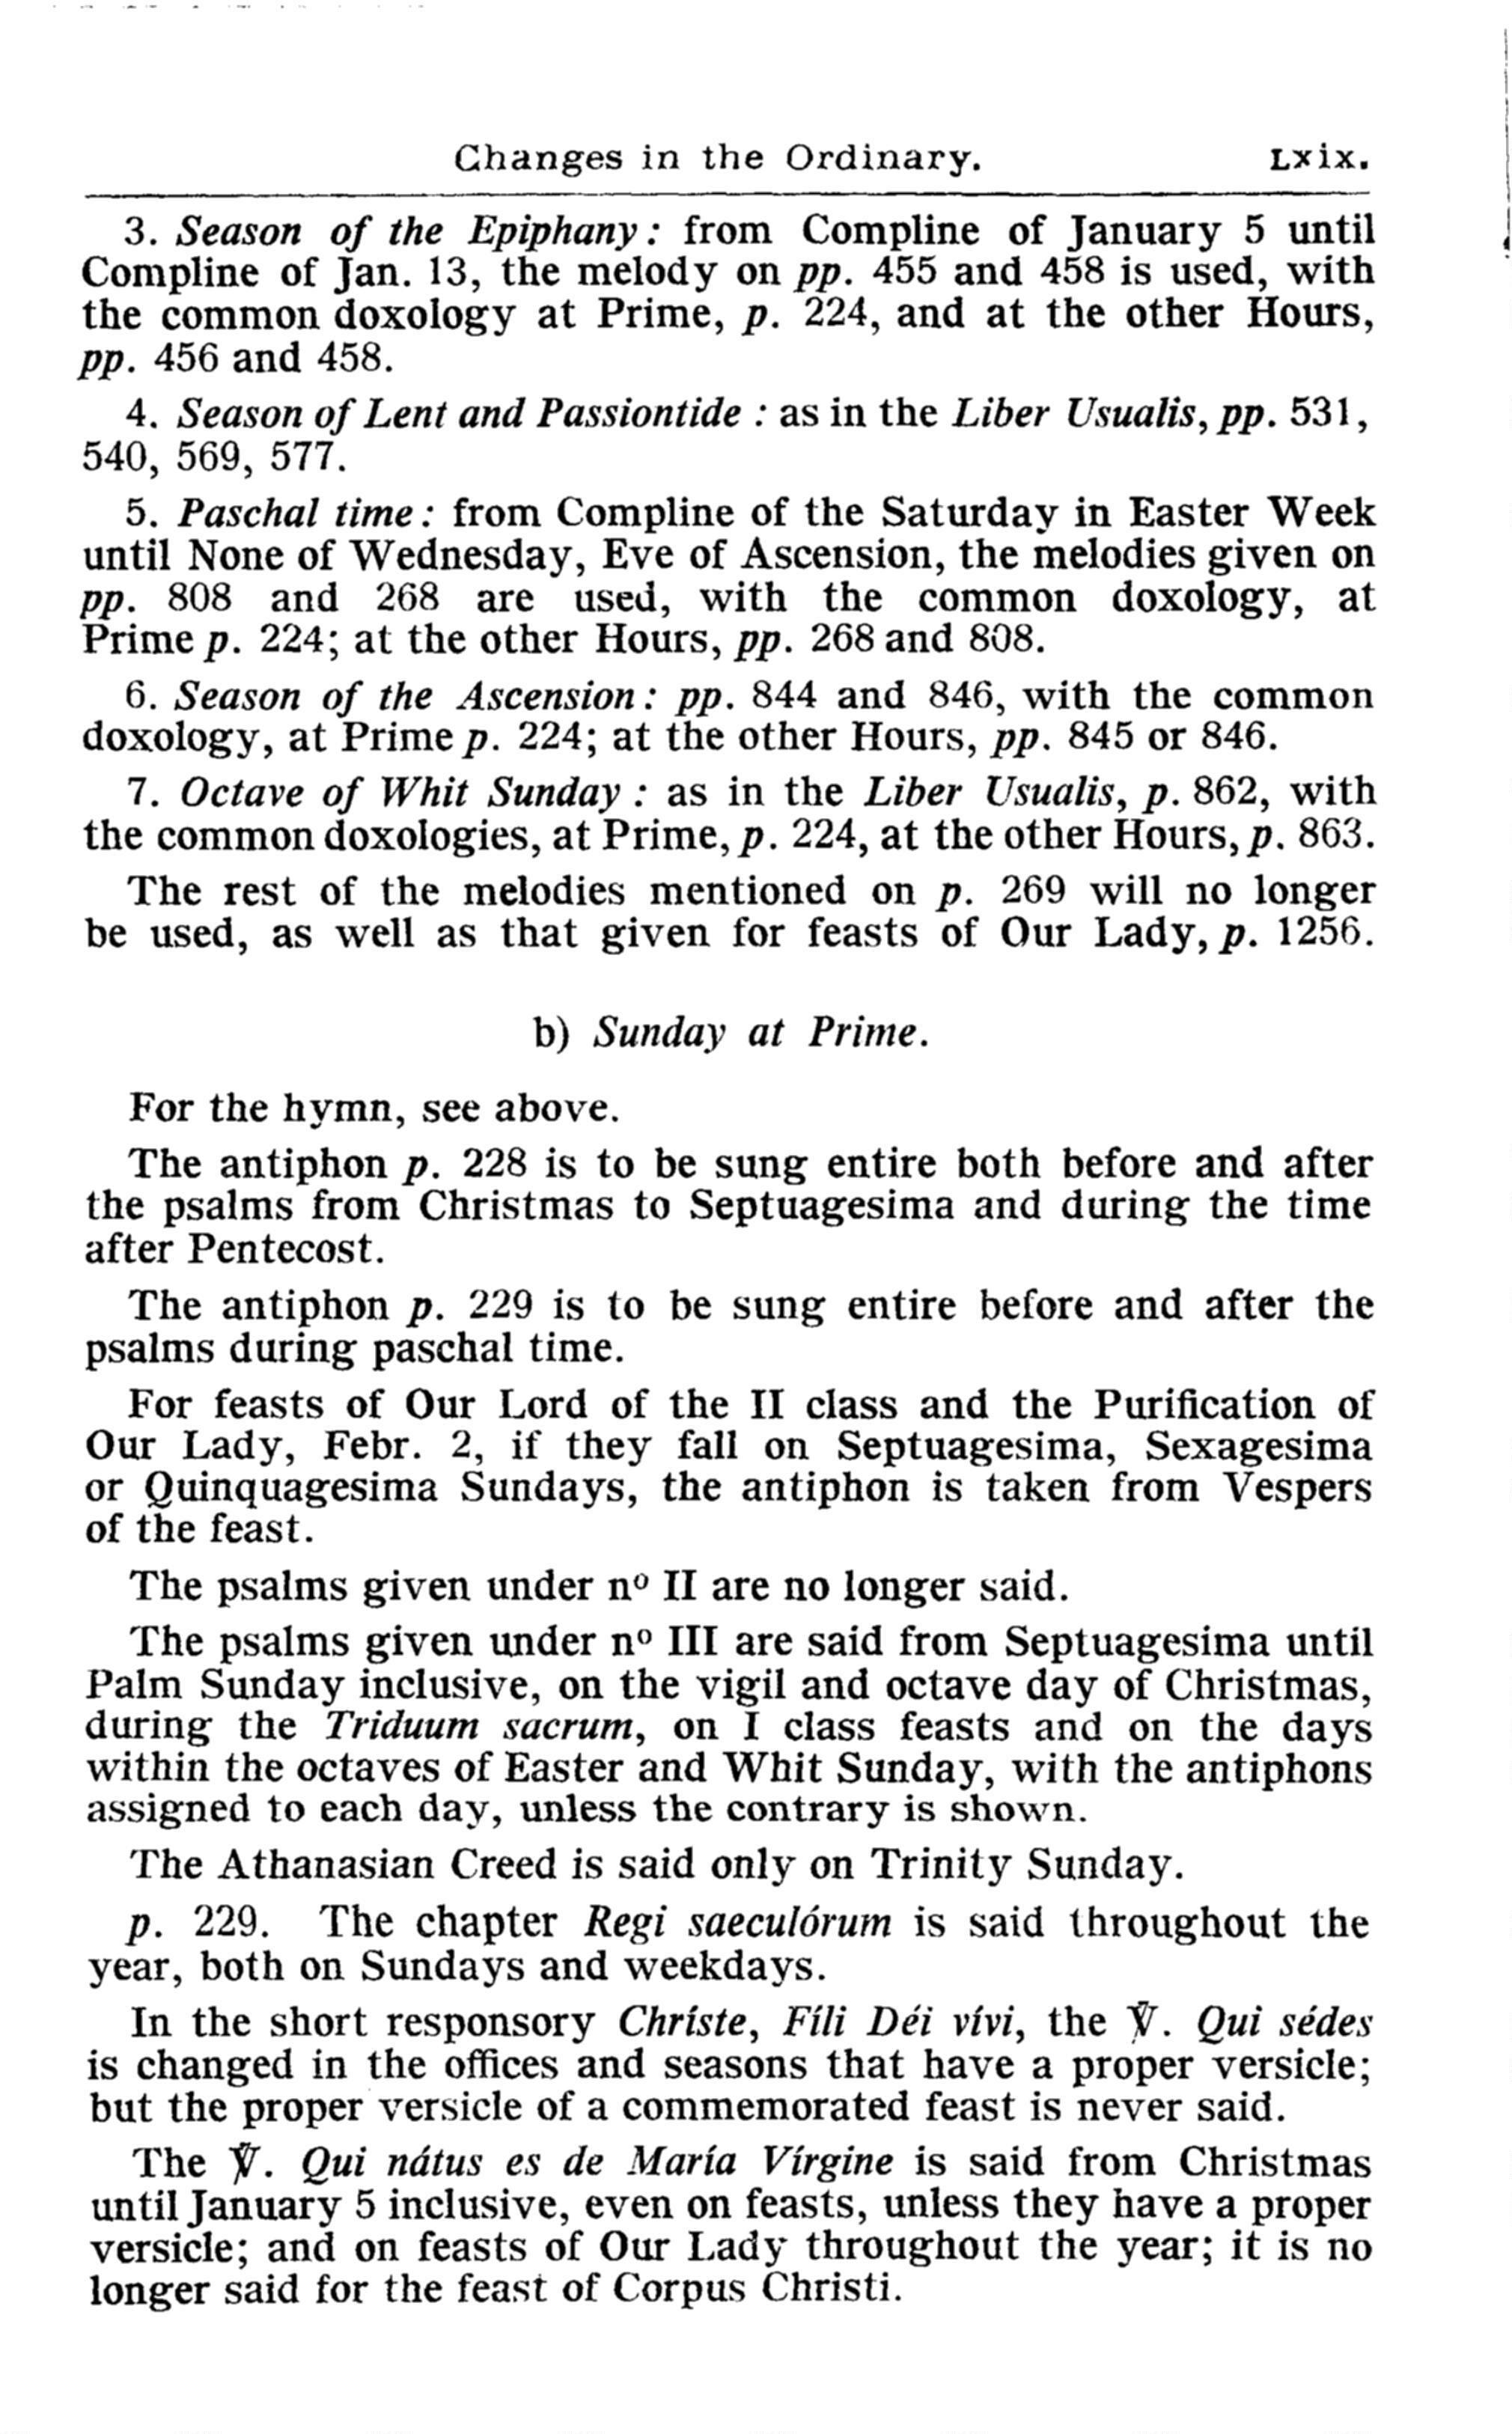 Changes in the Ordinary. Lxix.
3. Season of the Epiphany: from Compline of January 5 until
Compline of Jan. 13, the melody on pp. 455 and 458 is used, with
the common doxology at Prime, p. 224, and at the other Hours,
pp. 456 and 458.
4. Season of Lent and Passiontide : as in the Liber Usualis, pp. 531,
540, 569, 577.
5. Paschal time: from Compline of the Saturday in Easter Week
until None of Wednesday, Eve of Ascension, the melodies given on
pp. 808 and 268 are used, with the common doxology, at
Prime p. 224; at the other Hours, pp. 268 and 808.
6. Season of the Ascension: pp. 844 and 846, with the common
doxology, at Prime p. 224; at the other Hours, pp. 845 or 846.
7. Octave of Whit Sunday : as in the Liber Usualis, p. 862, with
the common doxologies, at Prime, p. 224, at the other Hours, p. 863.
The rest of the melodies mentioned on p. 269 will no longer
be used, as well as that given for feasts of Our Lady, p. 1256.
b) Sunday at Prime.
For the hymn, see above.
The antiphon p. 228 is to be sung entire both before and after
the psalms from Christmas to Septuagesima and during the time
after Pentecost.
The antiphon p. 229 is to be sung entire before and after the
psalms during paschal time.
For feasts of Our Lord of the II class and the Purification of
Our Lady, Febr. 2, if they fall on Septuagesima, Sexagesima
or Quinquagesima Sundays, the antiphon is taken from Vespers
of the feast.
The psalms given under nº II are no longer said.
The psalms given under nº III are said from Septuagesima until
Palm Sunday inclusive, on the vigil and octave day of Christmas,
during the Triduum sacrum, on I class feasts and on the days
within the octaves of Easter and Whit Sunday, with the antiphons
assigned to each day, unless the contrary is shown.
The Athanasian Creed is said only on Trinity Sunday.
p. 229. The chapter Regi saeculórum is said throughout the
year, both on Sundays and weekdays.
In the short responsory Chríste, Fíli Déi vívi, the ℣. Qui sédes
is changed in the offices and seasons that have a proper versicle;
but the proper versicle of a commemorated feast is never said.
The ℣. Qui nátus es de María Vírgine is said from Christmas
until January 5 inclusive, even on feasts, unless they have a proper
versicle; and on feasts of Our Lady throughout the year; it is no
longer said for the feast of Corpus Christi.